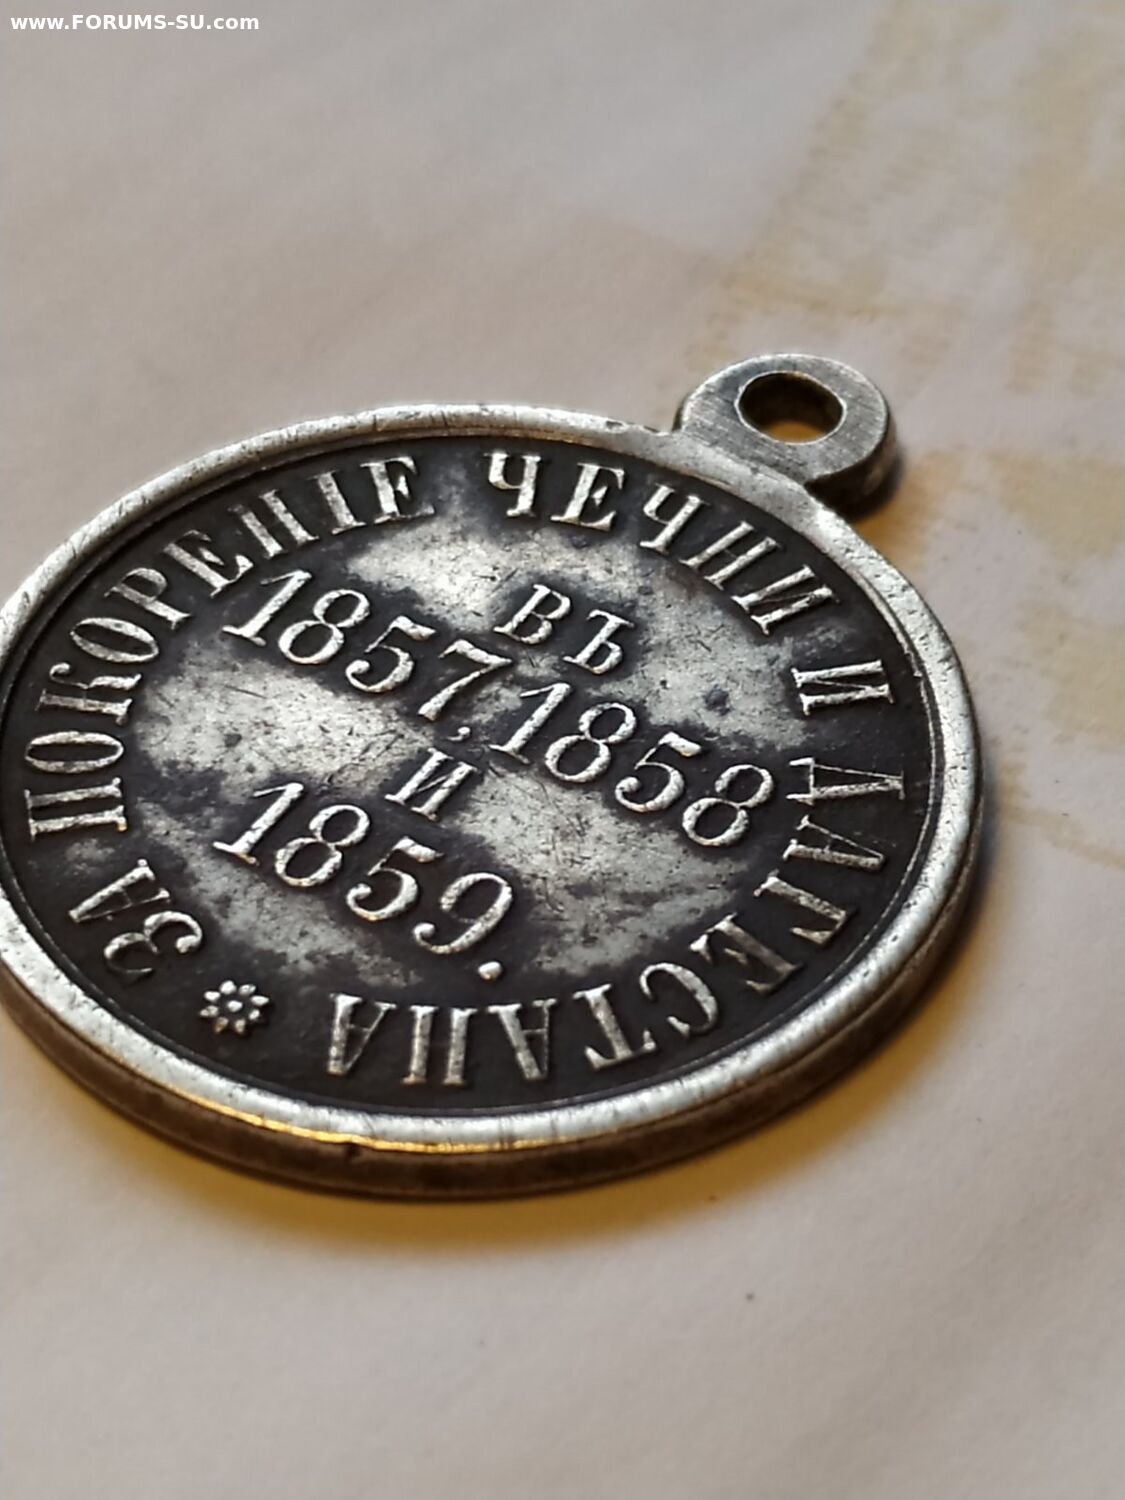 www.FORUMS-SU.com
ЗА ПОКОРЕНІЕ ЧЕЧНИ И ДАГЕСТАНА
ВЪ
1857, 1858
И
1859.